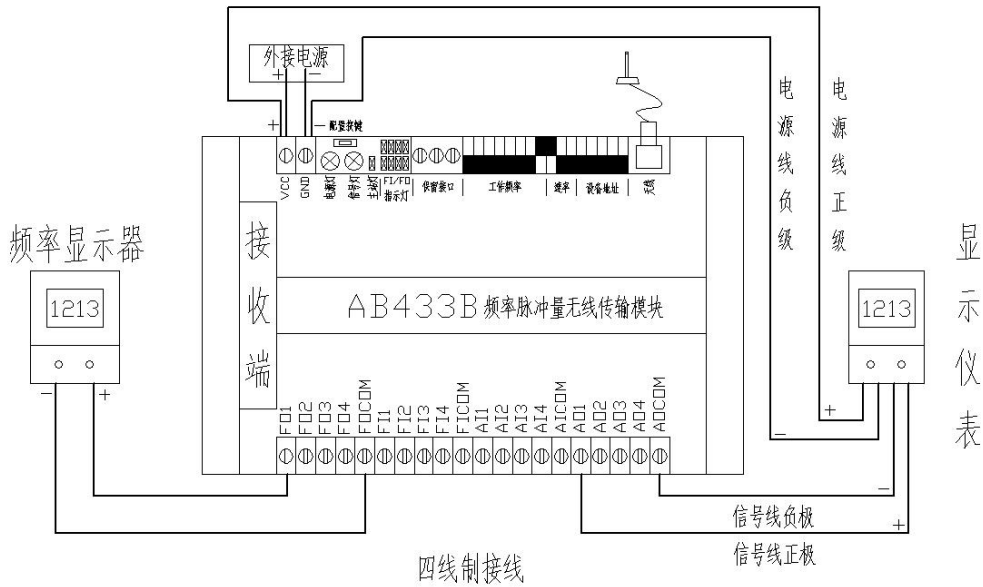 外接电源
+ −
+
− 配置按键
VCC
GND
电源灯
信号灯
主站灯
FI/FO
指示灯
保留接口
工作频率
速率
设备地址
天线
电源线负级
电源线正级
频率显示器
1213
− +
接收端
AB433B 频率脉冲量无线传输模块
显示仪表
1213
+
−
FO1
FO2
FO3
FO4
FOCOM
FI1
FI2
FI3
FI4
FICOM
AI1
AI2
AI3
AI4
AICOM
AO1
AO2
AO3
AO4
AOCOM
−
信号线负极
+
信号线正极
四线制接线